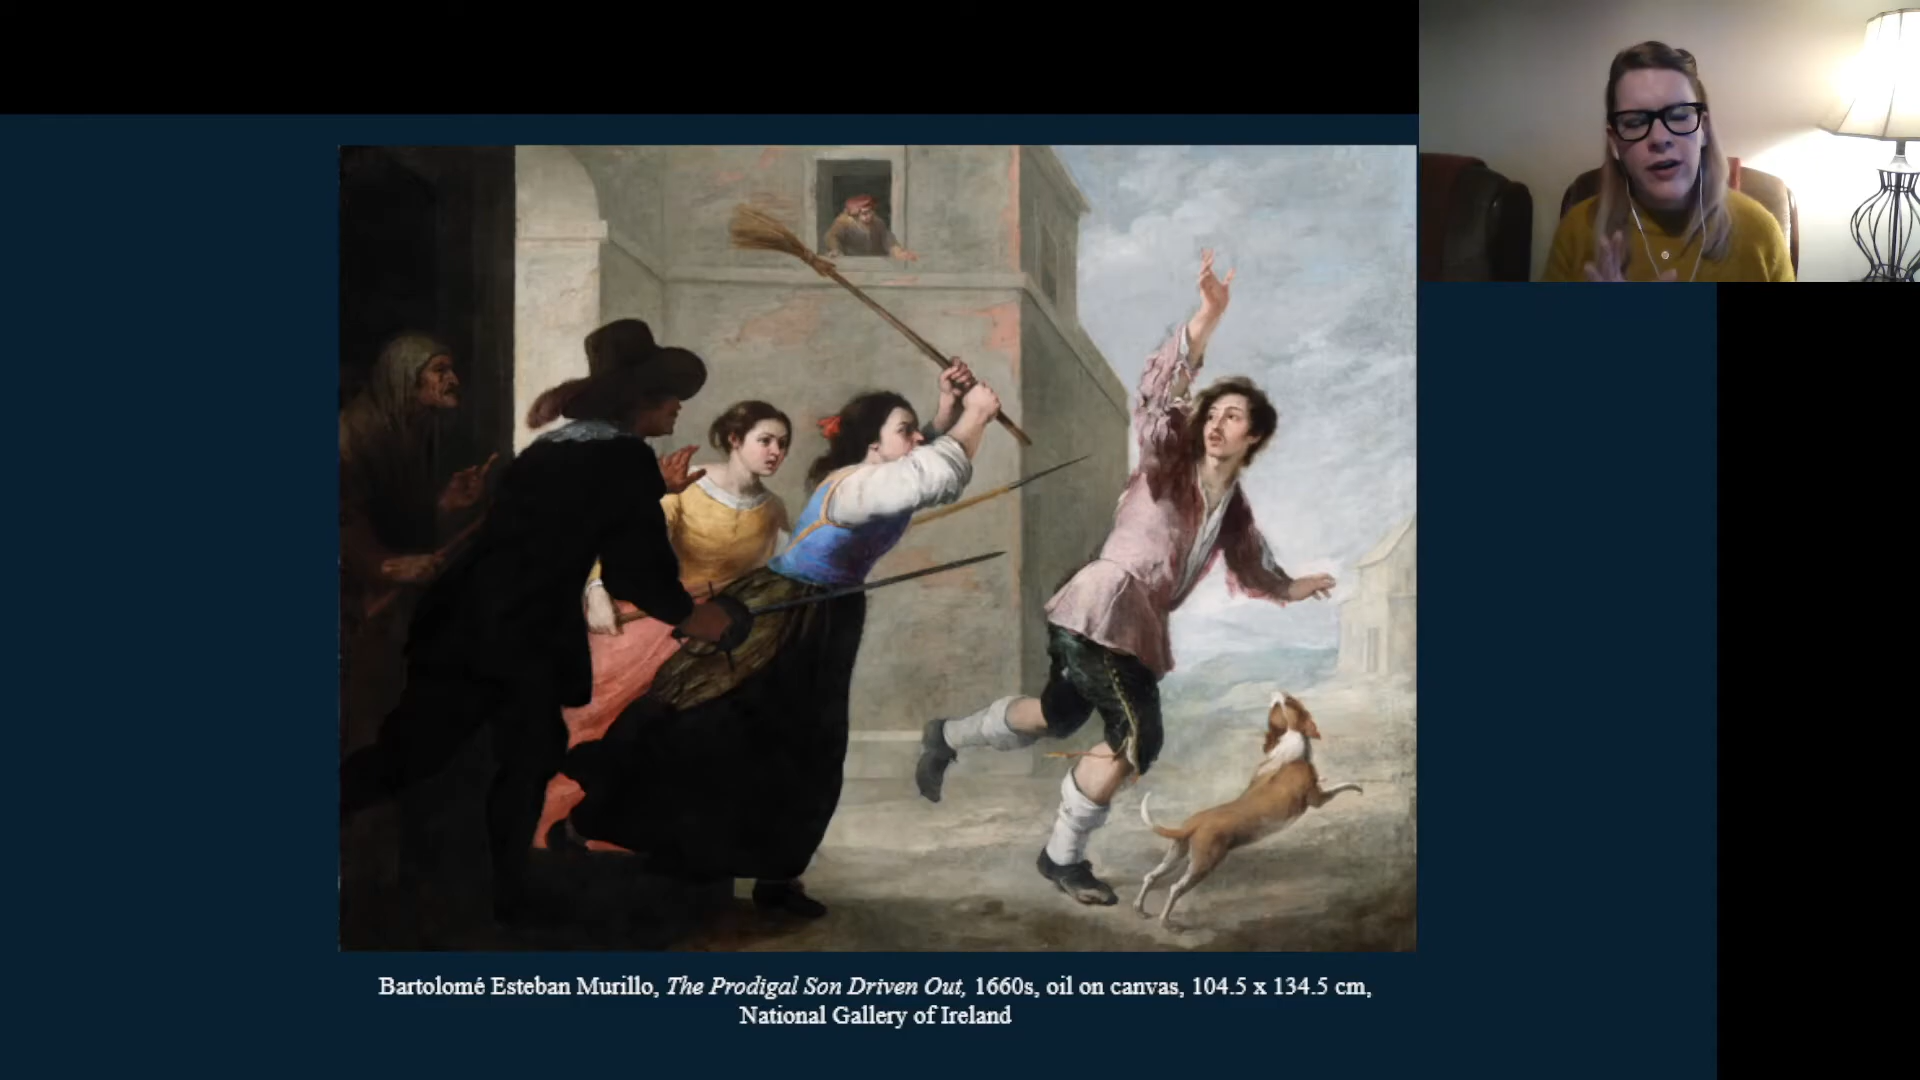 Bartolomé Esteban Murillo, The Prodigal Son Driven Out, 1660s, oil on canvas, 104.5 x 134.5 cm,
National Gallery of Ireland